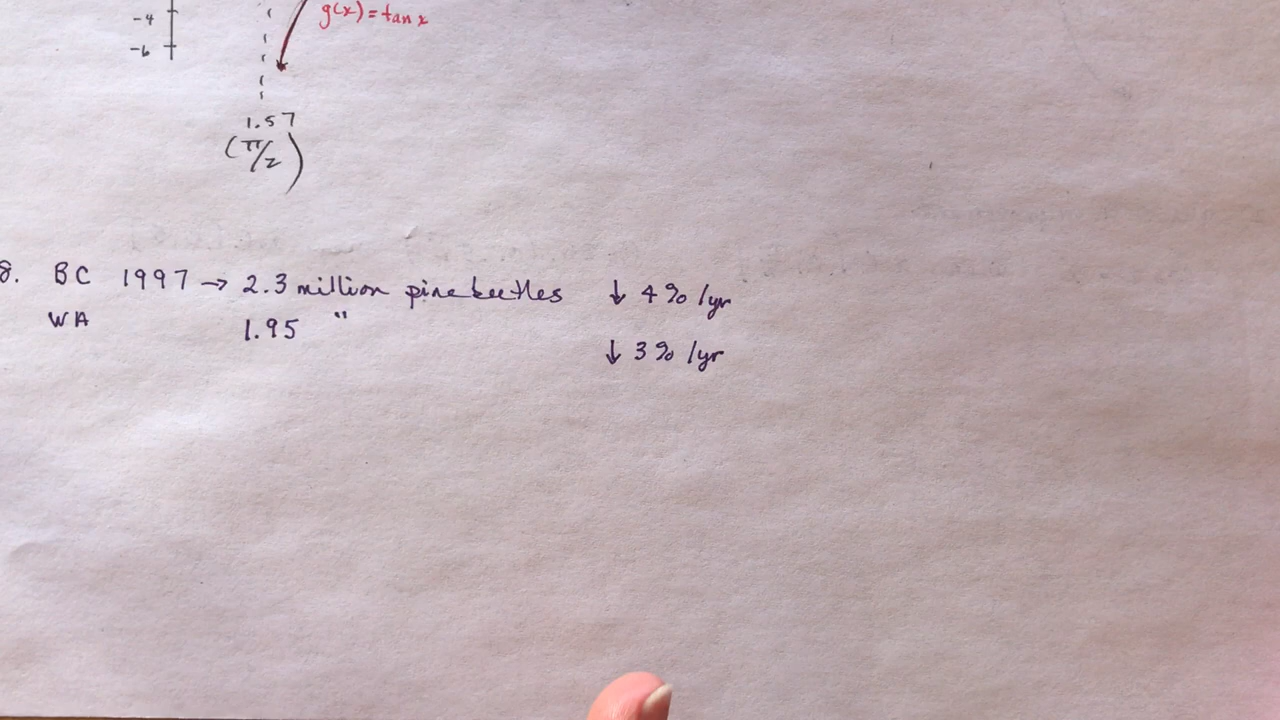 -4
g(x) = tan x
-6
1.57
(π/2)
8. BC 1997 → 2.3 million pine beetles ↓ 4% /yr
WA 1.95 "
↓ 3% /yr